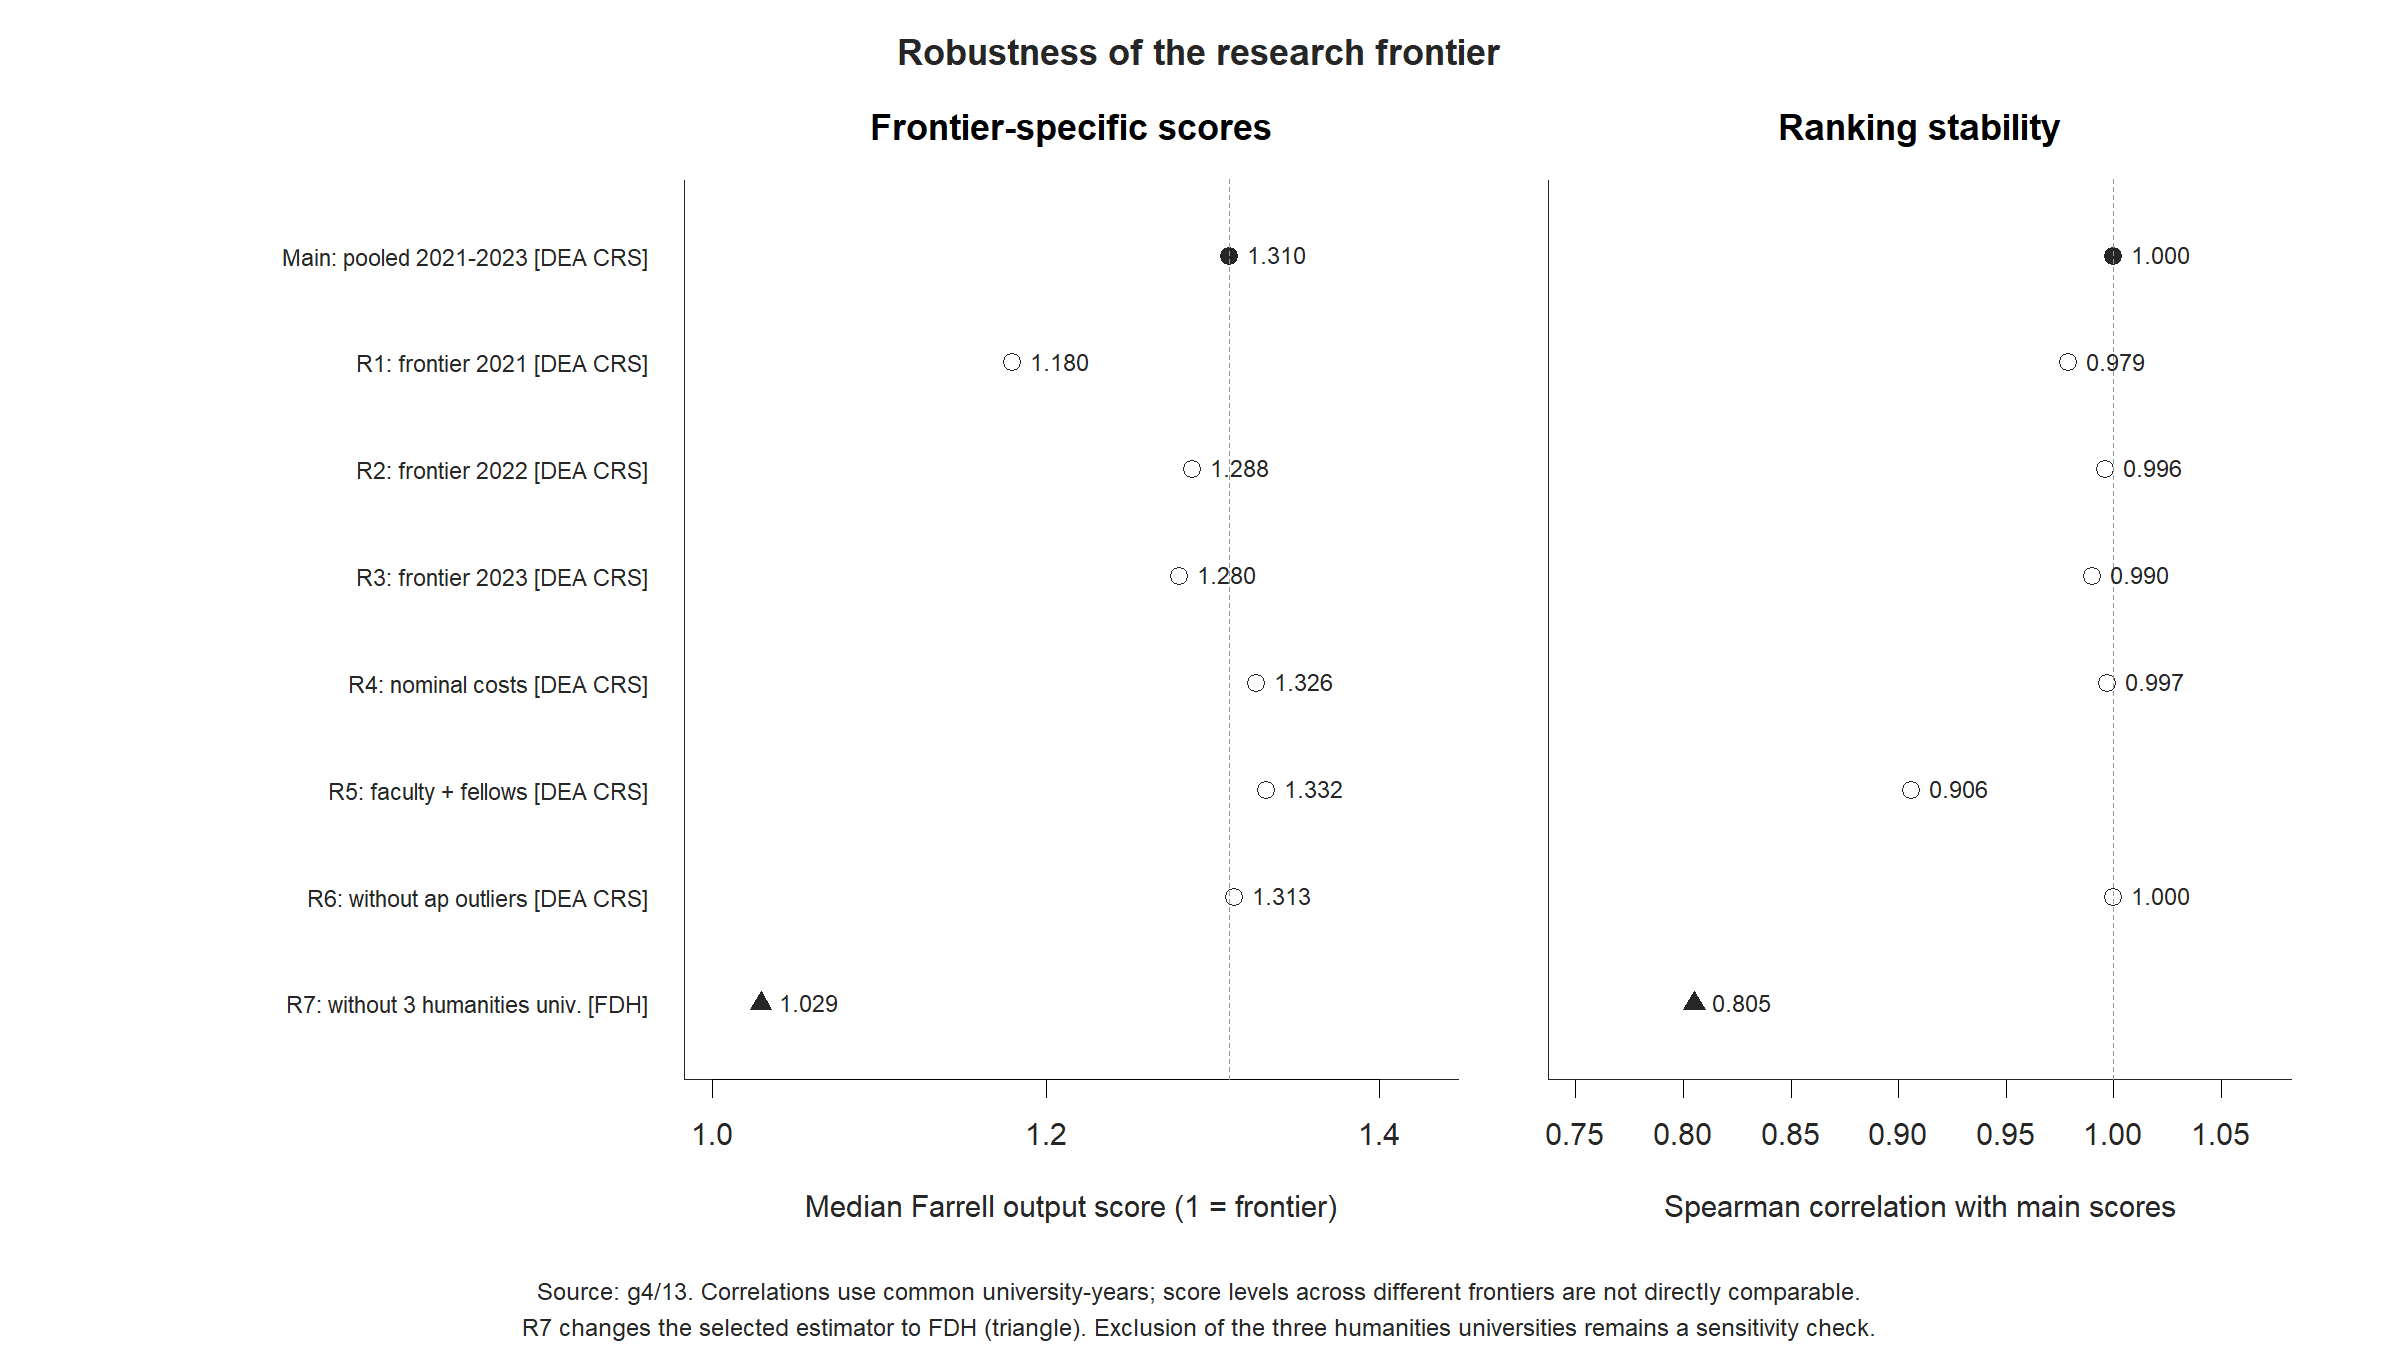 Robustness of the research frontier
Frontier-specific scores
Ranking stability
Main: pooled 2021-2023 [DEA CRS]
1.310
1.000
R1: frontier 2021 [DEA CRS]
1.180
0.979
R2: frontier 2022 [DEA CRS]
1.288
0.996
R3: frontier 2023 [DEA CRS]
1.280
0.990
R4: nominal costs [DEA CRS]
1.326
0.997
R5: faculty + fellows [DEA CRS]
1.332
0.906
R6: without ap outliers [DEA CRS]
1.313
1.000
R7: without 3 humanities univ. [FDH]
1.029
0.805
1.0 1.2 1.4
0.75 0.80 0.85 0.90 0.95 1.00 1.05
Median Farrell output score (1 = frontier)
Spearman correlation with main scores
Source: g4/13. Correlations use common university-years; score levels across different frontiers are not directly comparable.
R7 changes the selected estimator to FDH (triangle). Exclusion of the three humanities universities remains a sensitivity check.